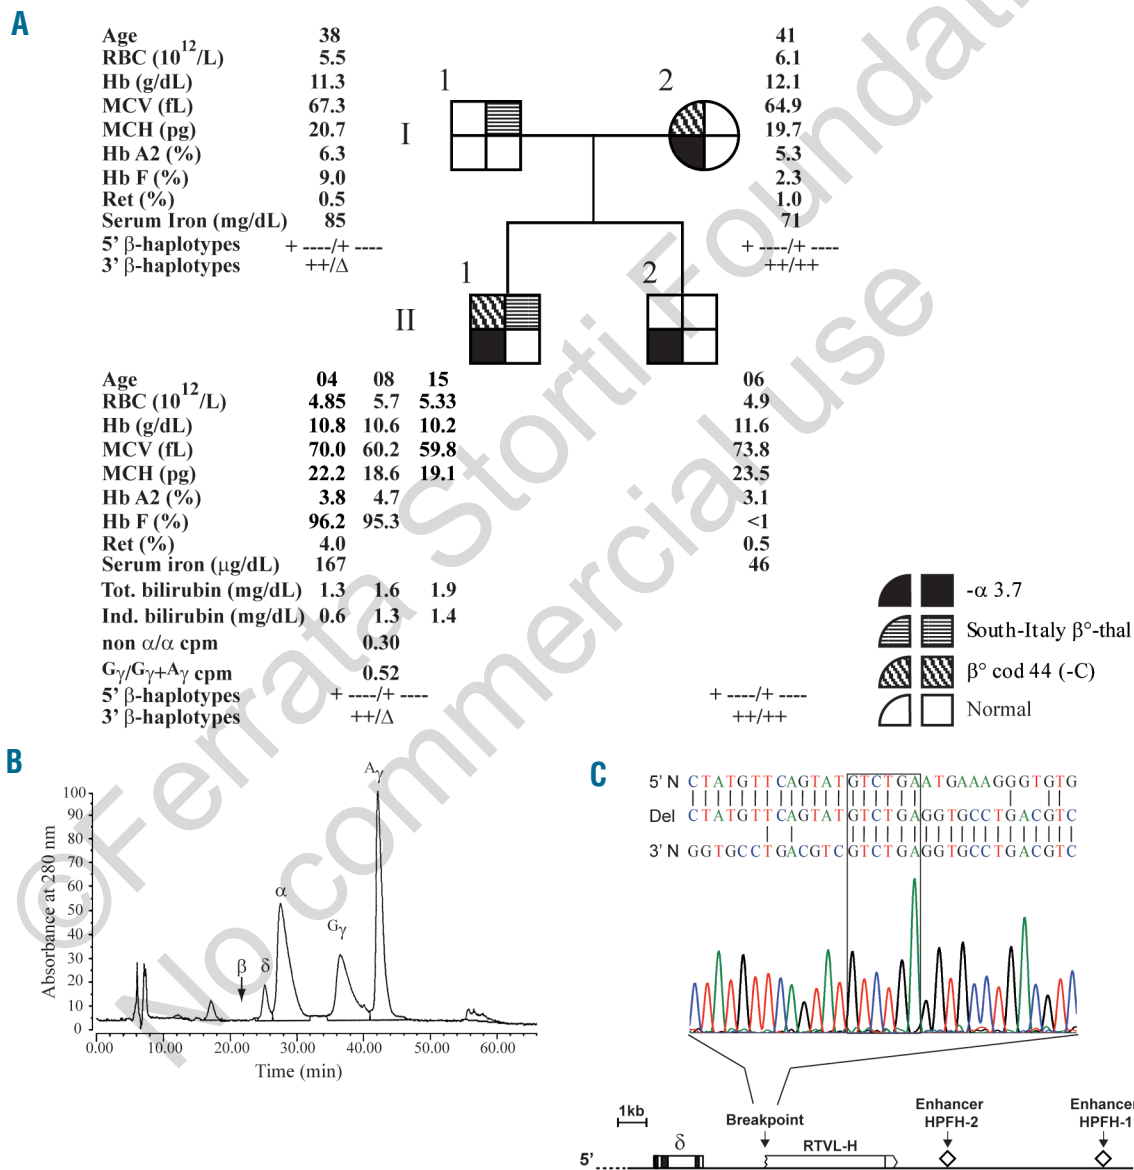 A
Age 38 41
RBC (10^12/L) 5.5 6.1
Hb (g/dL) 11.3 12.1
MCV (fL) 67.3 64.9
MCH (pg) 20.7 19.7
Hb A2 (%) 6.3 5.3
Hb F (%) 9.0 2.3
Ret (%) 0.5 1.0
Serum Iron (mg/dL) 85 71
5' β-haplotypes + ----/+ ---- + ----/+ ----
3' β-haplotypes ++/Δ ++/++
1 2
I
1 2
II
Age 04 08 15 06
RBC (10^12/L) 4.85 5.7 5.33 4.9
Hb (g/dL) 10.8 10.6 10.2 11.6
MCV (fL) 70.0 60.2 59.8 73.8
MCH (pg) 22.2 18.6 19.1 23.5
Hb A2 (%) 3.8 4.7 3.1
Hb F (%) 96.2 95.3 <1
Ret (%) 4.0 0.5
Serum iron (µg/dL) 167 46
Tot. bilirubin (mg/dL) 1.3 1.6 1.9
Ind. bilirubin (mg/dL) 0.6 1.3 1.4
non α/α cpm 0.30
Gγ/Gγ+Aγ cpm 0.52
5' β-haplotypes + ----/+ ---- + ----/+ ----
3' β-haplotypes ++/Δ ++/++
-α 3.7
South-Italy β°-thal
β° cod 44 (-C)
Normal
©Ferrata Storti Foundati
No commercial use
B
Absorbance at 280 nm
100
90
80
70
60
50
40
30
20
10
0
β δ α Gγ Aγ
0.00 10.00 20.00 30.00 40.00 50.00 60.00
Time (min)
C
5' N CTATGTTCAGTATGTCTGAATGAAAGGGTGTG
Del CTATGTTCAGTATGTCTGAGGTGCCTGACGTC
3' N GGTGCCTGACGTCGTCTGAGGTGCCTGACGTC
1kb
Breakpoint
Enhancer
HPFH-2
Enhancer
HPFH-1
δ RTVL-H
5'